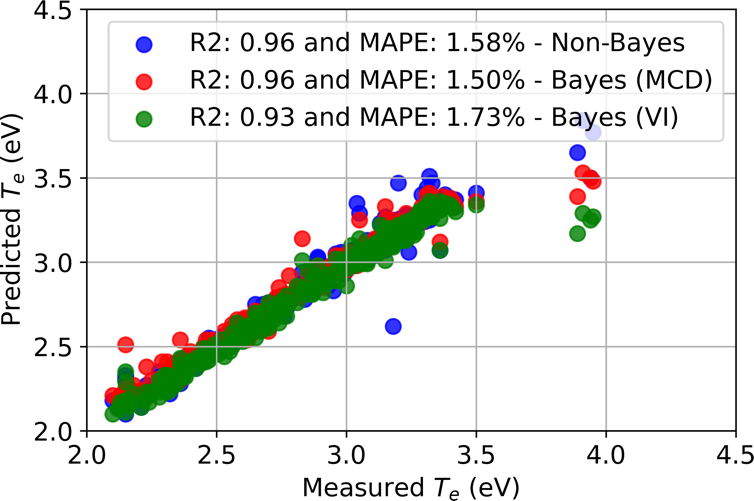 4.5
4.0
3.5
3.0
2.5
2.0
Predicted Te (eV)
R2: 0.96 and MAPE: 1.58% - Non-Bayes
R2: 0.96 and MAPE: 1.50% - Bayes (MCD)
R2: 0.93 and MAPE: 1.73% - Bayes (VI)
2.0 2.5 3.0 3.5 4.0 4.5
Measured Te (eV)